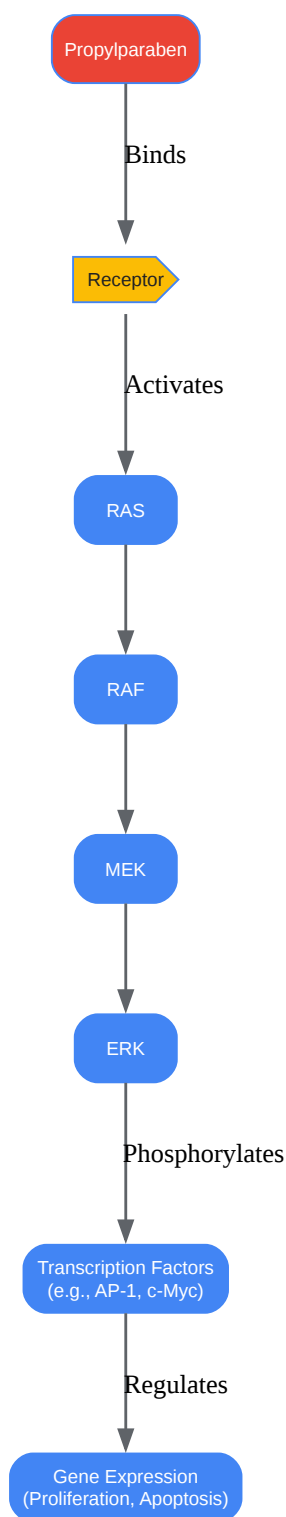 Propylparaben
Binds
Receptor
Activates
RAS
RAF
MEK
ERK
Phosphorylates
Transcription Factors
(e.g., AP-1, c-Myc)
Regulates
Gene Expression
(Proliferation, Apoptosis)